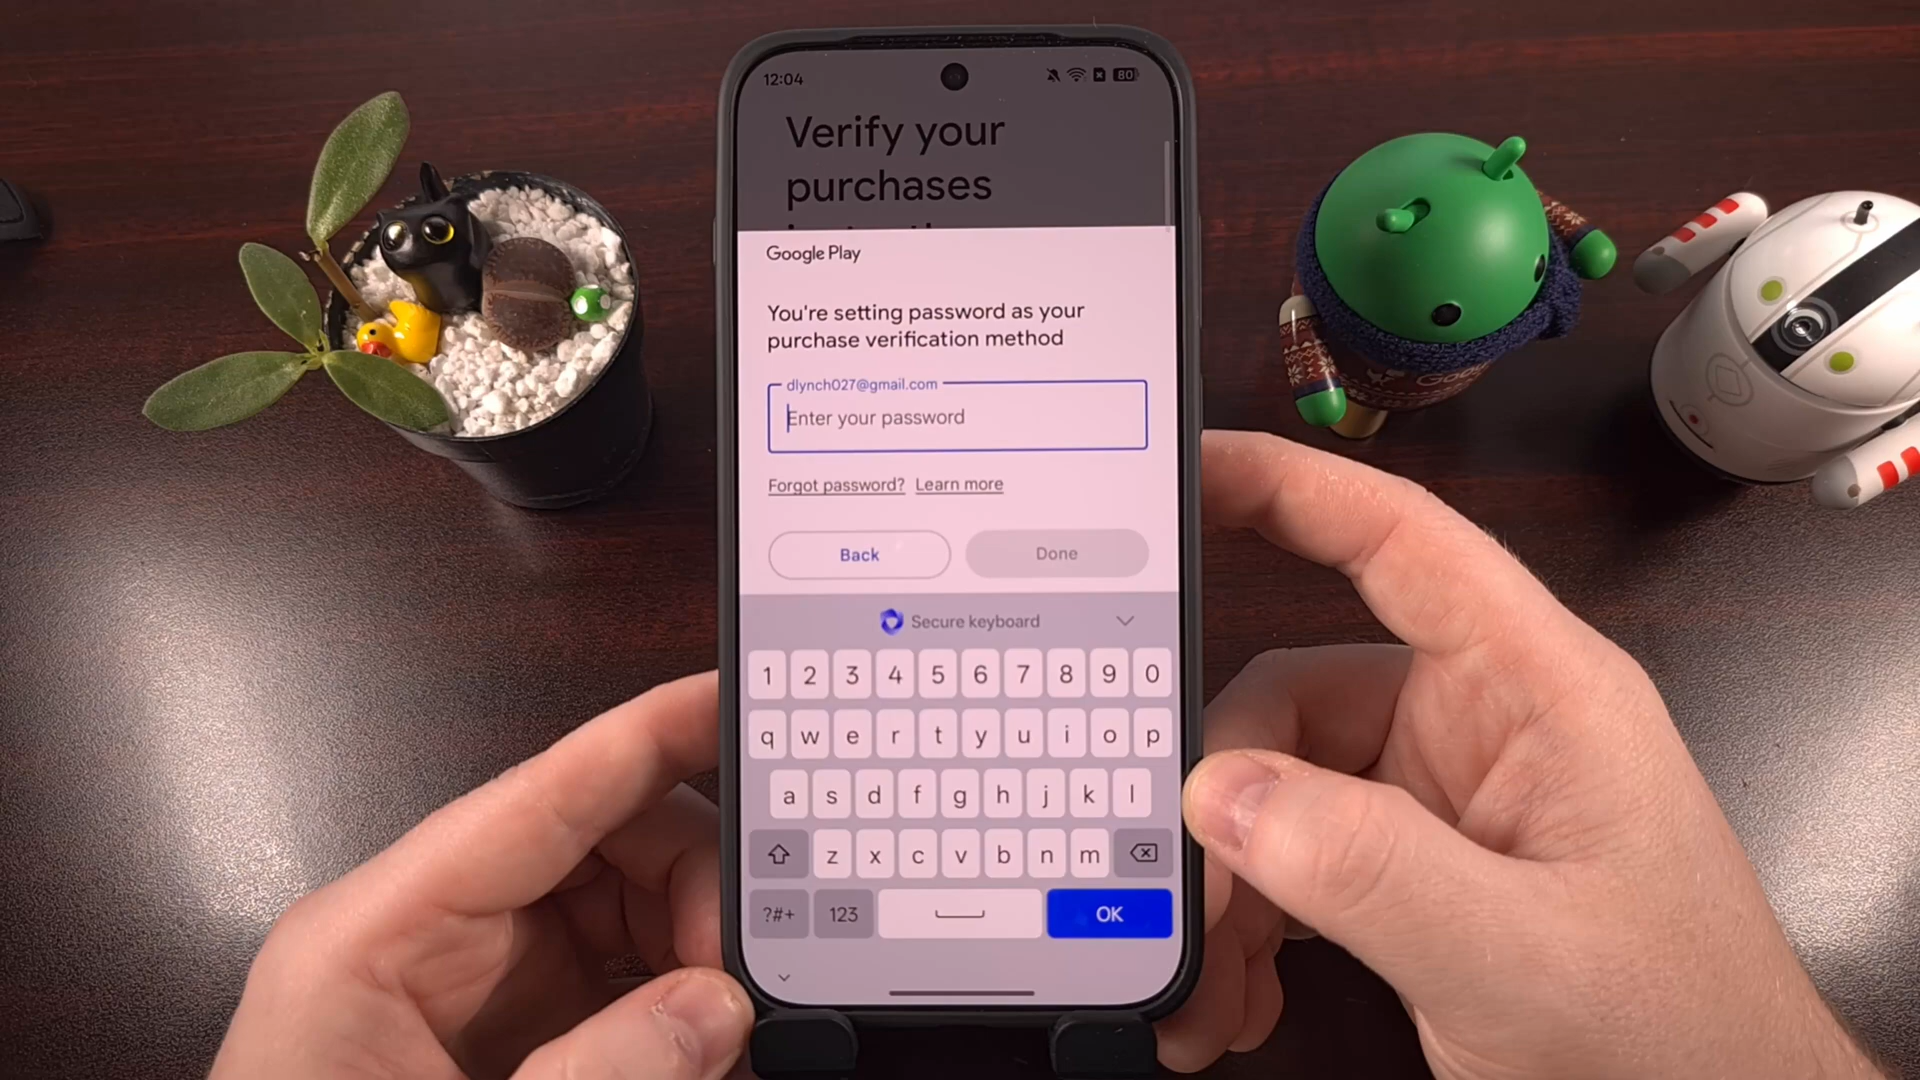 12:04
80
Verify your
purchases
Google Play
You're setting password as your
purchase verification method
dlynch027@gmail.com
Enter your password
Forgot password? Learn more
Back Done
Secure keyboard
1 2 3 4 5 6 7 8 9 0
q w e r t y u i o p
a s d f g h j k l
z x c v b n m
?#+ 123 OK